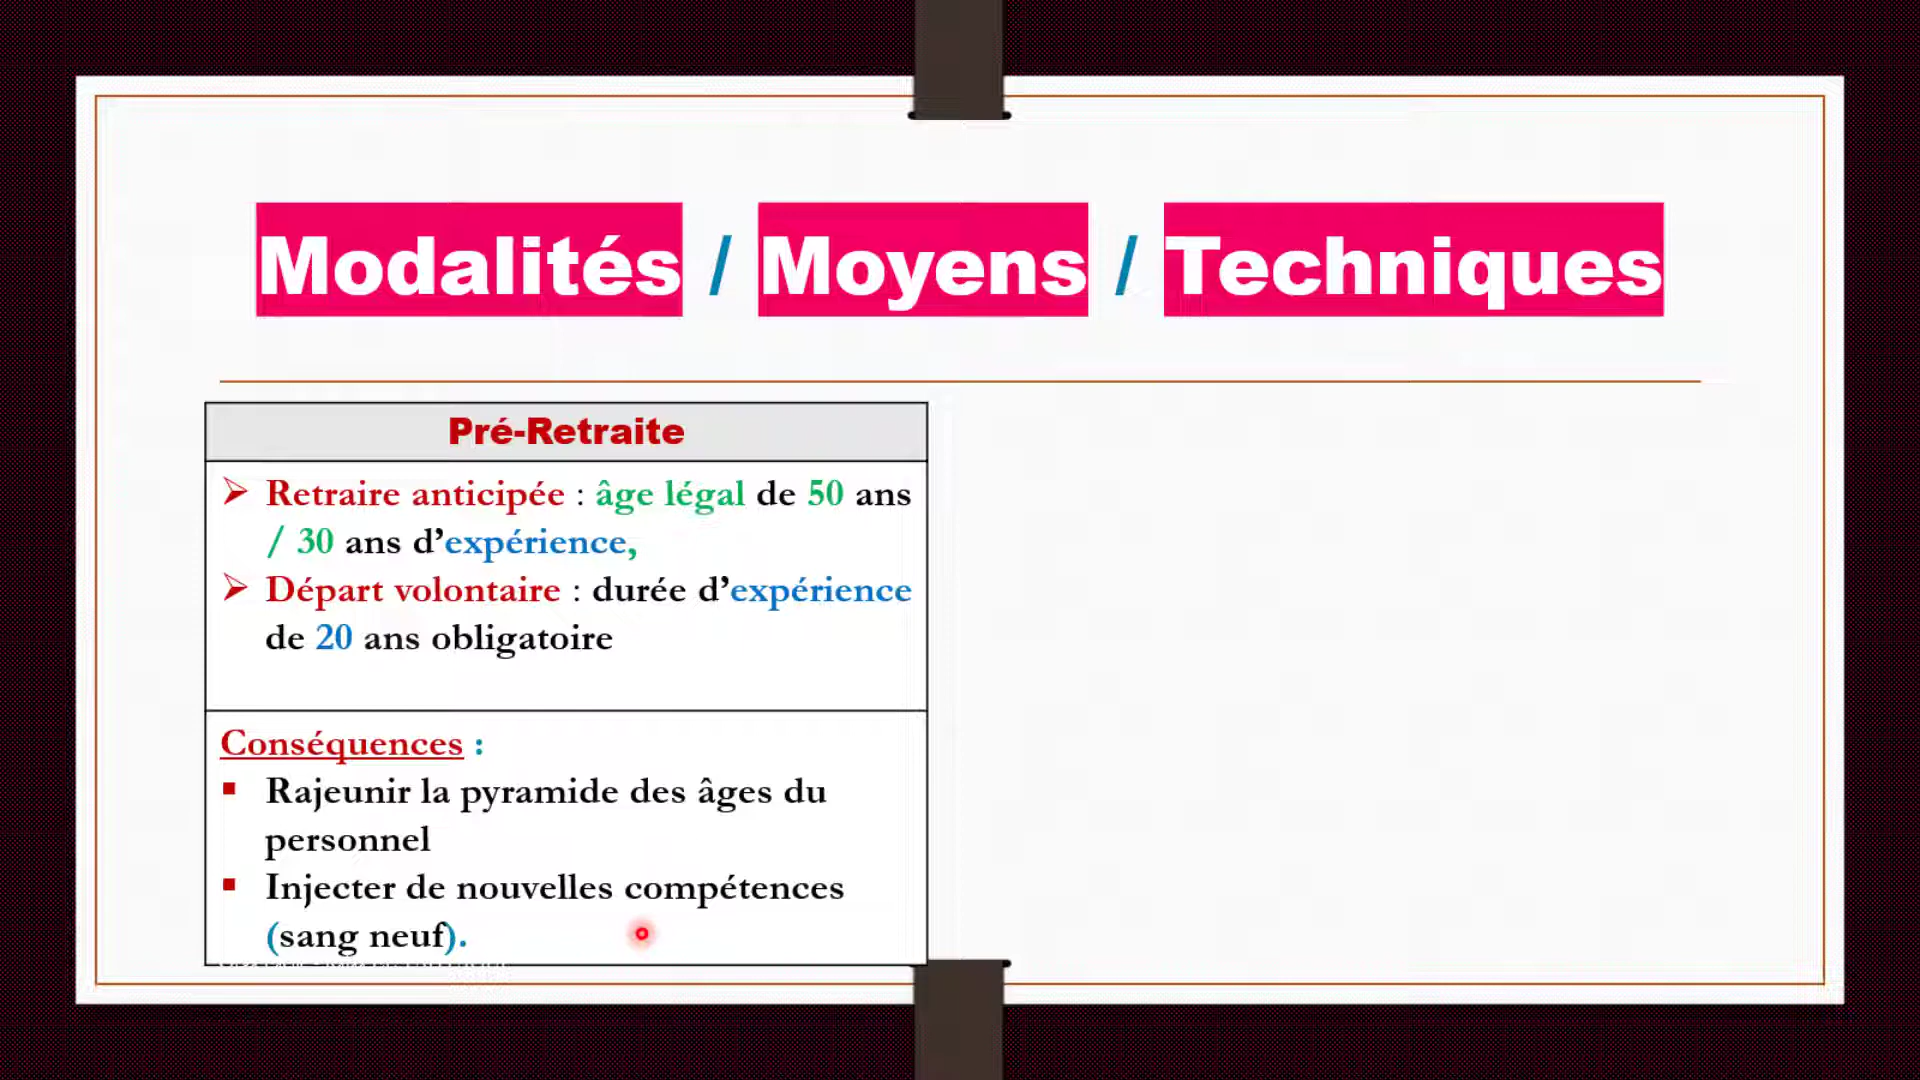 Modalités / Moyens / Techniques
Pré-Retraite
Retraire anticipée : âge légal de 50 ans
/ 30 ans d’expérience,
Départ volontaire : durée d’expérience
de 20 ans obligatoire
Conséquences :
Rajeunir la pyramide des âges du
personnel
Injecter de nouvelles compétences
(sang neuf).